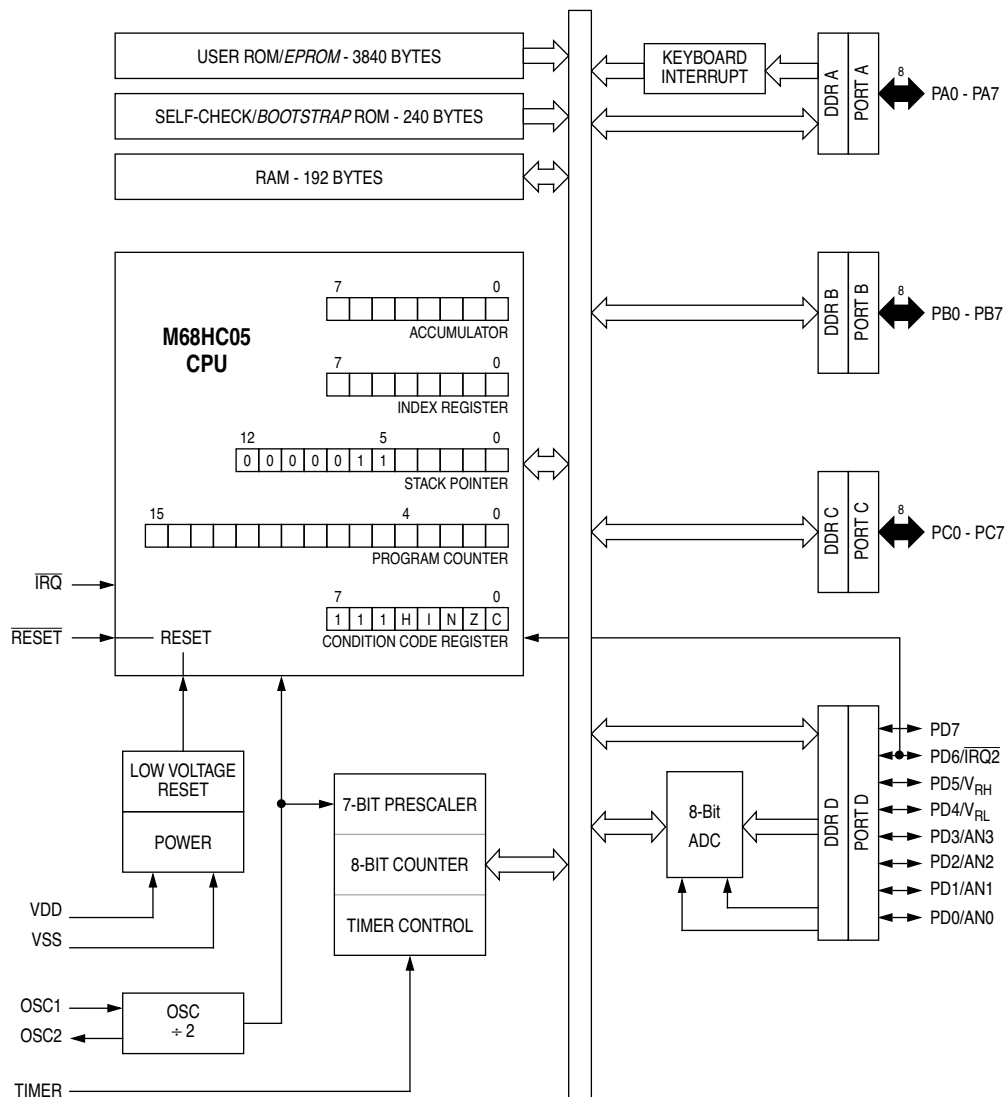 USER ROM/EPROM - 3840 BYTES
SELF-CHECK/BOOTSTRAP ROM - 240 BYTES
RAM - 192 BYTES
KEYBOARD
INTERRUPT
DDR A
PORT A
8
PA0 - PA7
M68HC05
CPU
7 0
ACCUMULATOR
7 0
INDEX REGISTER
12 5 0
0 0 0 0 0 1 1
STACK POINTER
15 4 0
PROGRAM COUNTER
7 0
1 1 1 H I N Z C
CONDITION CODE REGISTER
IRQ
RESET
RESET
DDR B
PORT B
8
PB0 - PB7
DDR C
PORT C
8
PC0 - PC7
LOW VOLTAGE
RESET
POWER
VDD
VSS
7-BIT PRESCALER
8-BIT COUNTER
TIMER CONTROL
OSC1
OSC2
OSC
÷ 2
TIMER
8-Bit
ADC
DDR D
PORT D
PD7
PD6/IRQ2
PD5/VRH
PD4/VRL
PD3/AN3
PD2/AN2
PD1/AN1
PD0/AN0